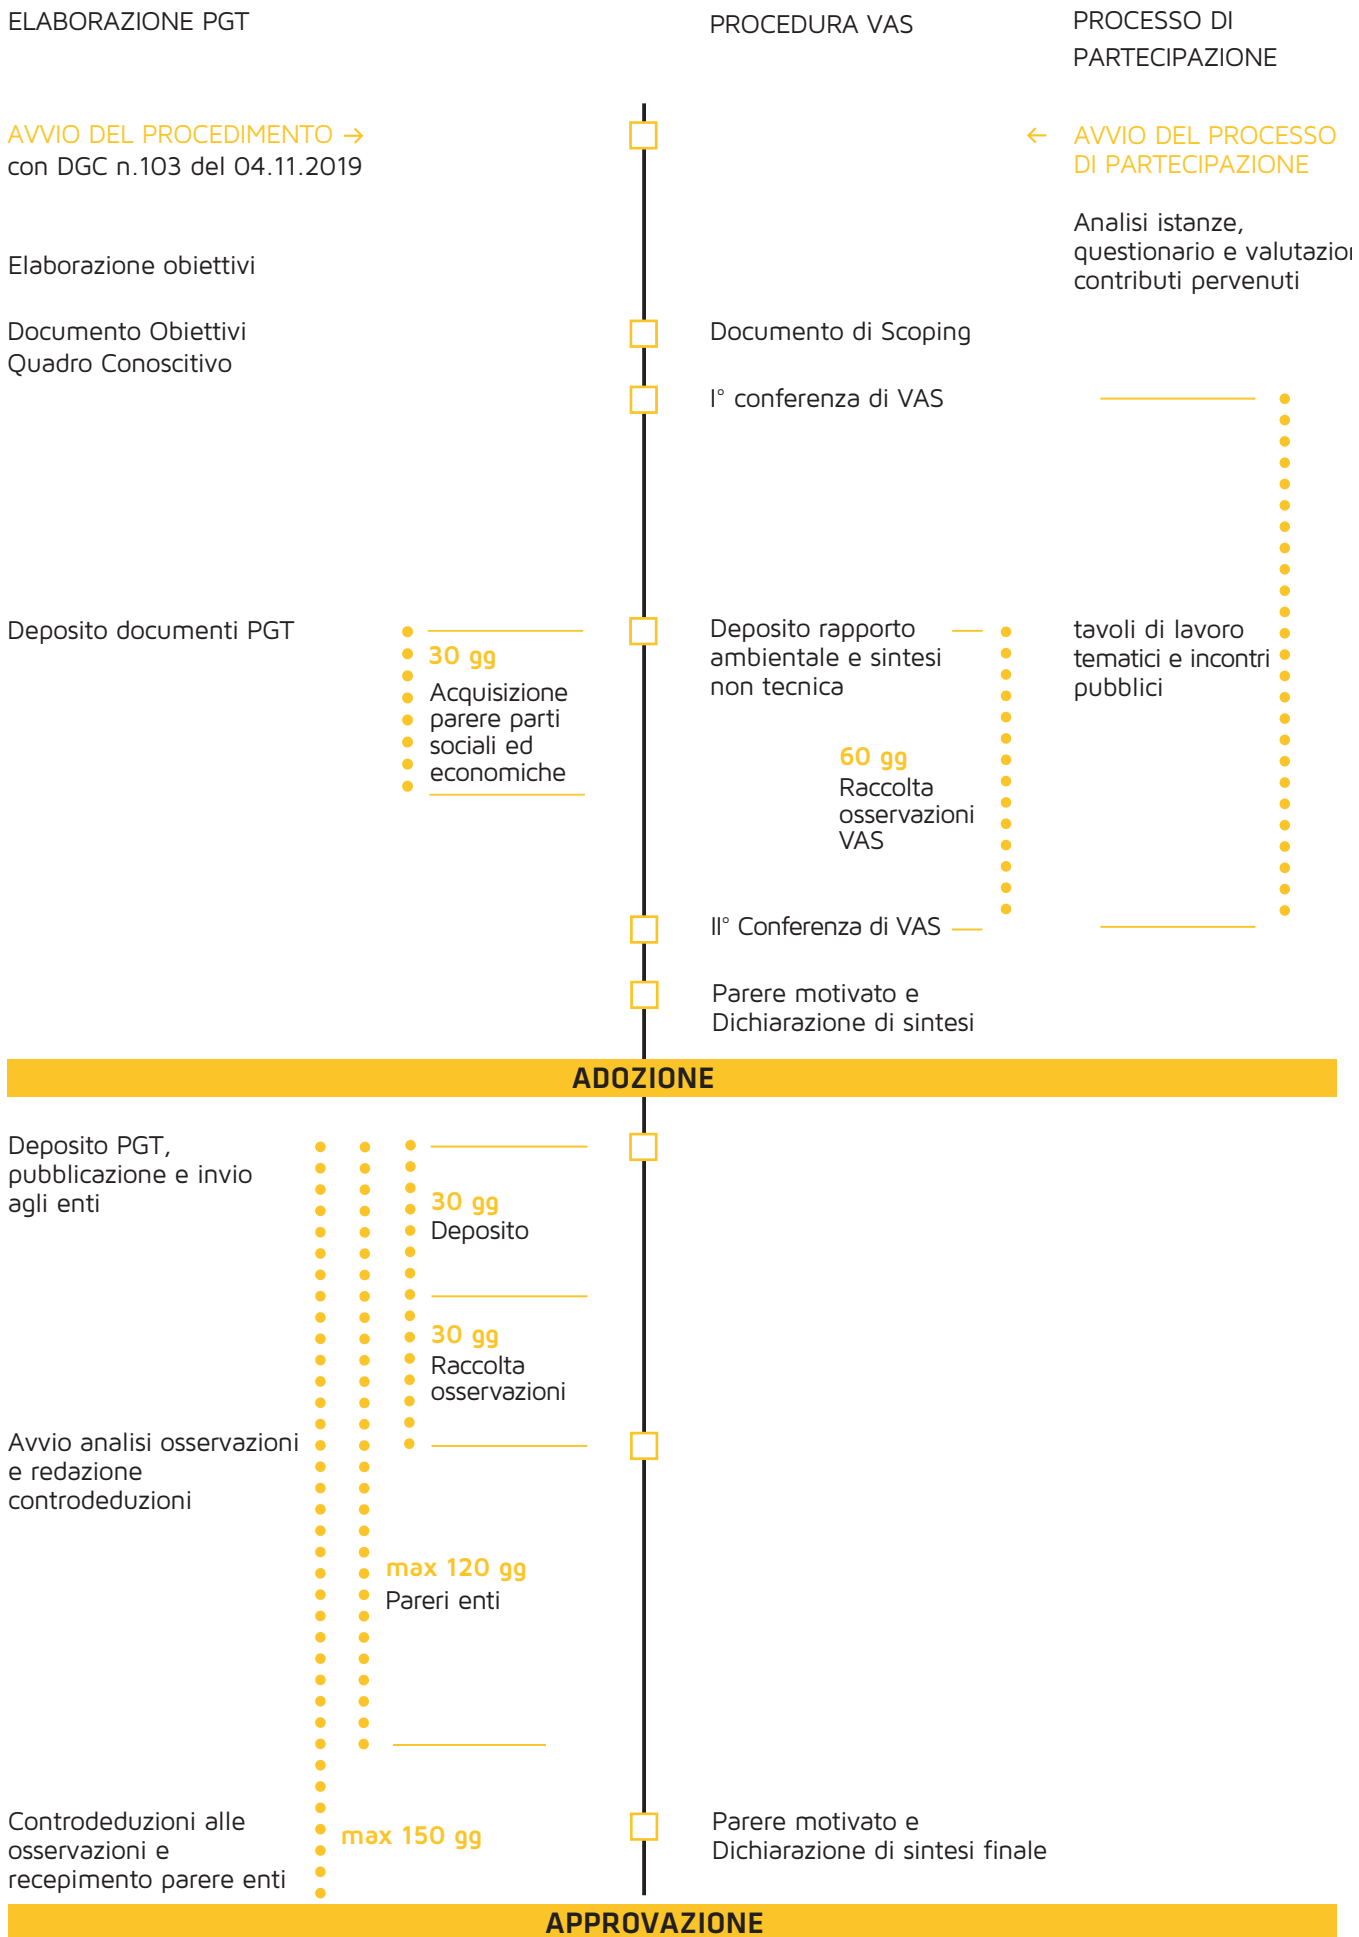 ELABORAZIONE PGT
PROCEDURA VAS
PROCESSO DI
PARTECIPAZIONE
AVVIO DEL PROCEDIMENTO →
con DGC n.103 del 04.11.2019
← AVVIO DEL PROCESSO
DI PARTECIPAZIONE
Analisi istanze,
questionario e valutazion
contributi pervenuti
Elaborazione obiettivi
Documento Obiettivi
Quadro Conoscitivo
Documento di Scoping
I° conferenza di VAS
Deposito documenti PGT
30 gg
Acquisizione
parere parti
sociali ed
economiche
Deposito rapporto
ambientale e sintesi
non tecnica
60 gg
Raccolta
osservazioni
VAS
tavoli di lavoro
tematici e incontri
pubblici
II° Conferenza di VAS
Parere motivato e
Dichiarazione di sintesi
ADOZIONE
Deposito PGT,
pubblicazione e invio
agli enti
30 gg
Deposito
30 gg
Raccolta
osservazioni
Avvio analisi osservazioni
e redazione
controdeduzioni
max 120 gg
Pareri enti
Controdeduzioni alle
osservazioni e
recepimento parere enti
max 150 gg
Parere motivato e
Dichiarazione di sintesi finale
APPROVAZIONE